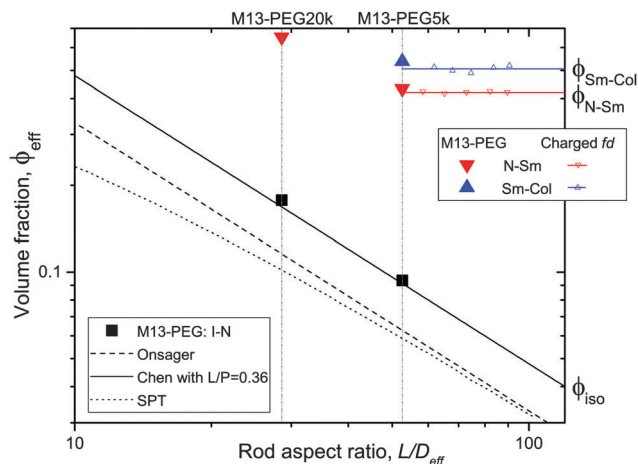 M13-PEG20k
M13-PEG5k
Volume fraction, ϕeff
ϕSm-Col
ϕN-Sm
M13-PEG Charged fd
N-Sm
Sm-Col
0.1
M13-PEG: I-N
Onsager
Chen with L/P=0.36
SPT
ϕiso
10 100
Rod aspect ratio, L/Deff